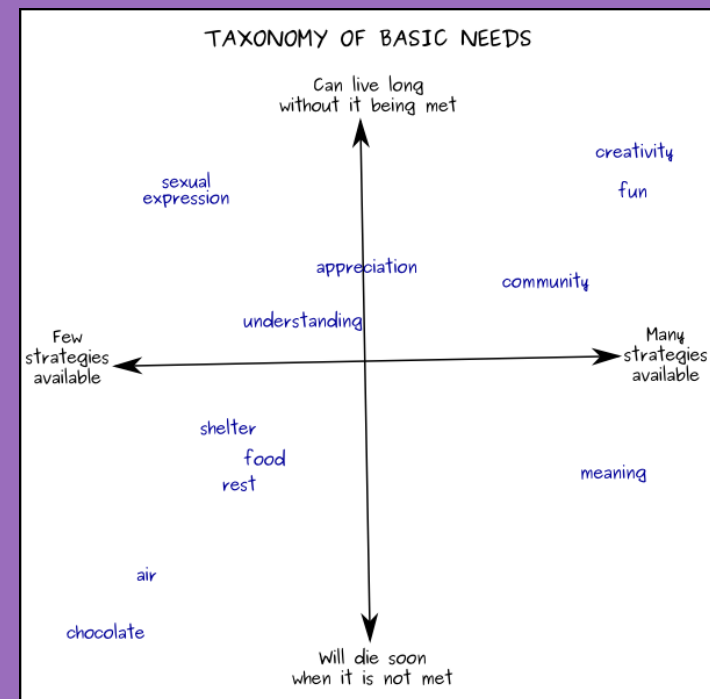 TAXONOMY OF BASIC NEEDS
Can live long
without it being met
creativity
sexual
expression
fun
appreciation
community
understanding
Few
strategies
available
Many
strategies
available
shelter
food
rest
meaning
air
chocolate
Will die soon
when it is not met